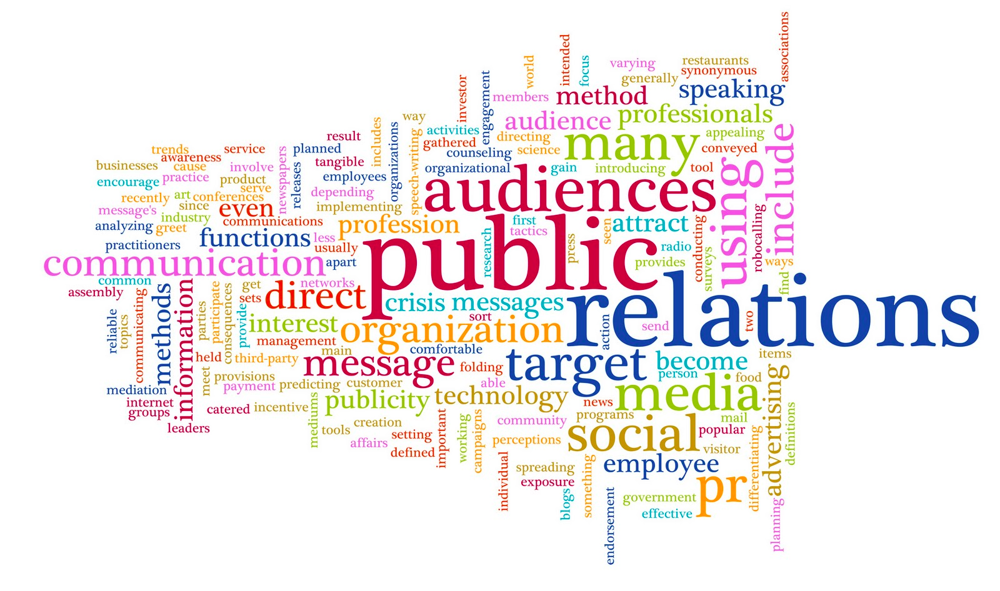 associations
intended
world
focus
varying
restaurants
synonymous
generally
investor
engagement
members
method
speaking
way
audience
professionals
result
includes
organizations
speech-writing
activities
gathered
directing
many
appealing
include
trends
service
awareness
newspapers
planned
counseling
science
conveyed
businesses
cause
involve
releases
tangible
organizational
gain
introducing
tool
using
encourage
practice
product
employees
audiences
recently
art
conferences
serve
depending
message's
since
even
implementing
robocalling
analyzing
industry
greet
communications
profession
first
tactics
seen
attract
conducting
practitioners
functions
less
usually
public
research
press
radio
surveys
communication
apart
provides
ways
common
get
networks
find
assembly
communicating
methods
information
participate
sets
direct
crisis
messages
relations
reliable
topics
parties
consequences
provide
interest
organization
sort
action
send
two
management
main
comfortable
held
third-party
message
folding
target
become
items
meet
provisions
payment
predicting
customer
able
person
food
mediation
publicity
technology
media
advertising
internet
groups
catered
incentive
mediums
news
leaders
important
working
campaigns
community
programs
mail
definitions
tools
creation
affairs
setting
defined
perceptions
social
popular
visitor
differentiating
individual
spreading
something
employee
exposure
blogs
endorsement
government
pr
effective
planning